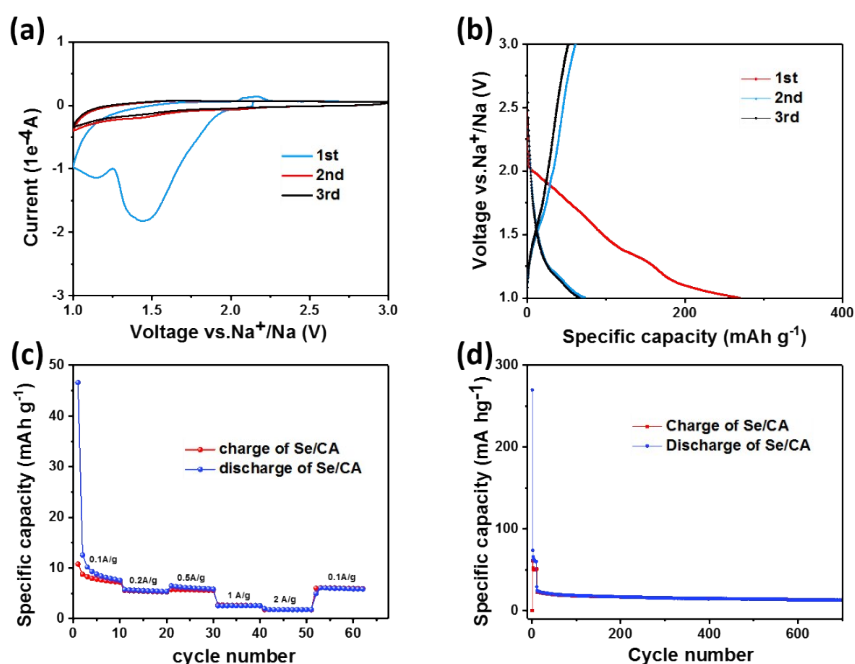 (a)
1
0
-1
-2
-3
Current (1e⁻⁴A)
1st
2nd
3rd
1.0
1.5
2.0
2.5
3.0
Voltage vs.Na⁺/Na (V)
(b)
3.0
2.5
2.0
1.5
1.0
Voltage vs.Na⁺/Na (V)
1st
2nd
3rd
0
200
400
Specific capacity (mAh g⁻¹)
(c)
50
40
30
20
10
0
Specific capacity (mAh g⁻¹)
charge of Se/CA
discharge of Se/CA
0.1A/g
0.2A/g
0.5A/g
1 A/g
2 A/g
0.1A/g
0
10
20
30
40
50
60
cycle number
(d)
300
200
100
0
Specific capacity (mA hg⁻¹)
Charge of Se/CA
Discharge of Se/CA
0
200
400
600
Cycle number